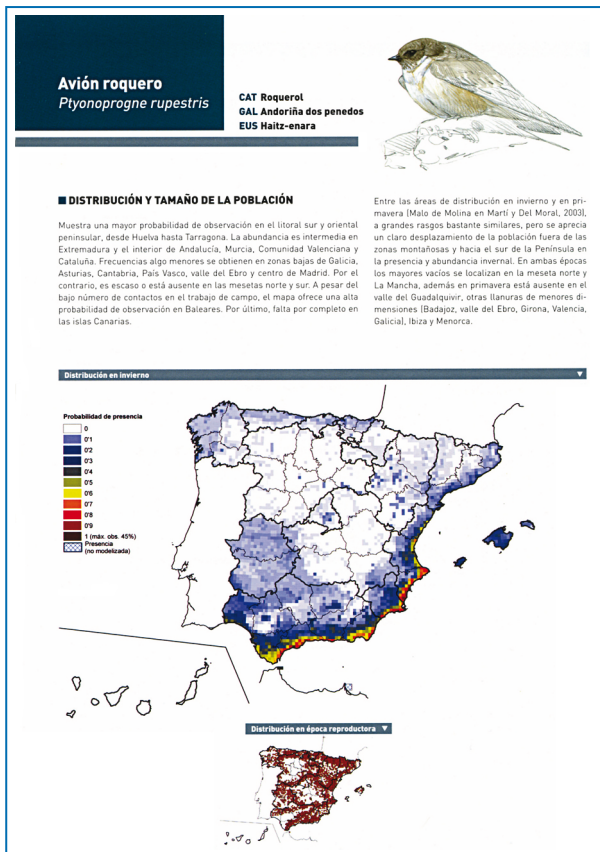 Avión roquero
Ptyonoprogne rupestris
CAT Roquerol
GAL Andoriña dos penedos
EUS Haitz-enara
DISTRIBUCIÓN Y TAMAÑO DE LA POBLACIÓN
Muestra una mayor probabilidad de observación en el litoral sur y oriental
peninsular, desde Huelva hasta Tarragona. La abundancia es intermedia en
Extremadura y el interior de Andalucía, Murcia, Comunidad Valenciana y
Cataluña. Frecuencias algo menores se obtienen en zonas bajas de Galicia,
Asturias, Cantabria, País Vasco, valle del Ebro y centro de Madrid. Por el
contrario, es escaso o está ausente en las mesetas norte y sur. A pesar del
bajo número de contactos en el trabajo de campo, el mapa ofrece una alta
probabilidad de observación en Baleares. Por último, falta por completo en
las islas Canarias.
Entre las áreas de distribución en invierno y en pri-
mavera (Malo de Molina en Martí y Del Moral, 2003),
a grandes rasgos bastante similares, pero se aprecia
un claro desplazamiento de la población fuera de las
zonas montañosas y hacia el sur de la Península en
la presencia y abundancia invernal. En ambas épocas
los mayores vacíos se localizan en la meseta norte y
La Mancha, además en primavera está ausente en el
valle del Guadalquivir, otras llanuras de menores di-
mensiones (Badajoz, valle del Ebro, Girona, Valencia,
Galicia), Ibiza y Menorca.
Distribución en invierno
Probabilidad de presencia
0
0'1
0'2
0'3
0'4
0'5
0'6
0'7
0'8
0'9
1 (máx. obs. 45%)
Presencia
(no modelizada)
Distribución en época reproductora